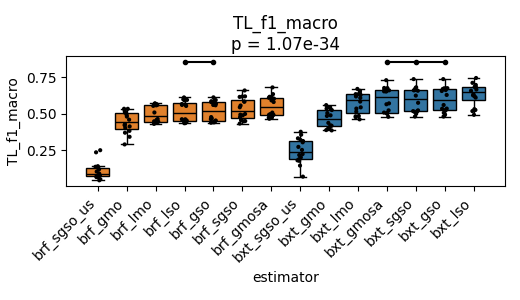 TL_f1_macro
p = 1.07e-34
TL_f1_macro
0.75
0.50
0.25
brf_sgso_us
brf_gmo
brf_lmo
brf_lso
brf_gso
brf_sgso
brf_gmosa
bxt_sgso_us
bxt_gmo
bxt_lmo
bxt_gmosa
bxt_sgso
bxt_gso
bxt_lso
estimator